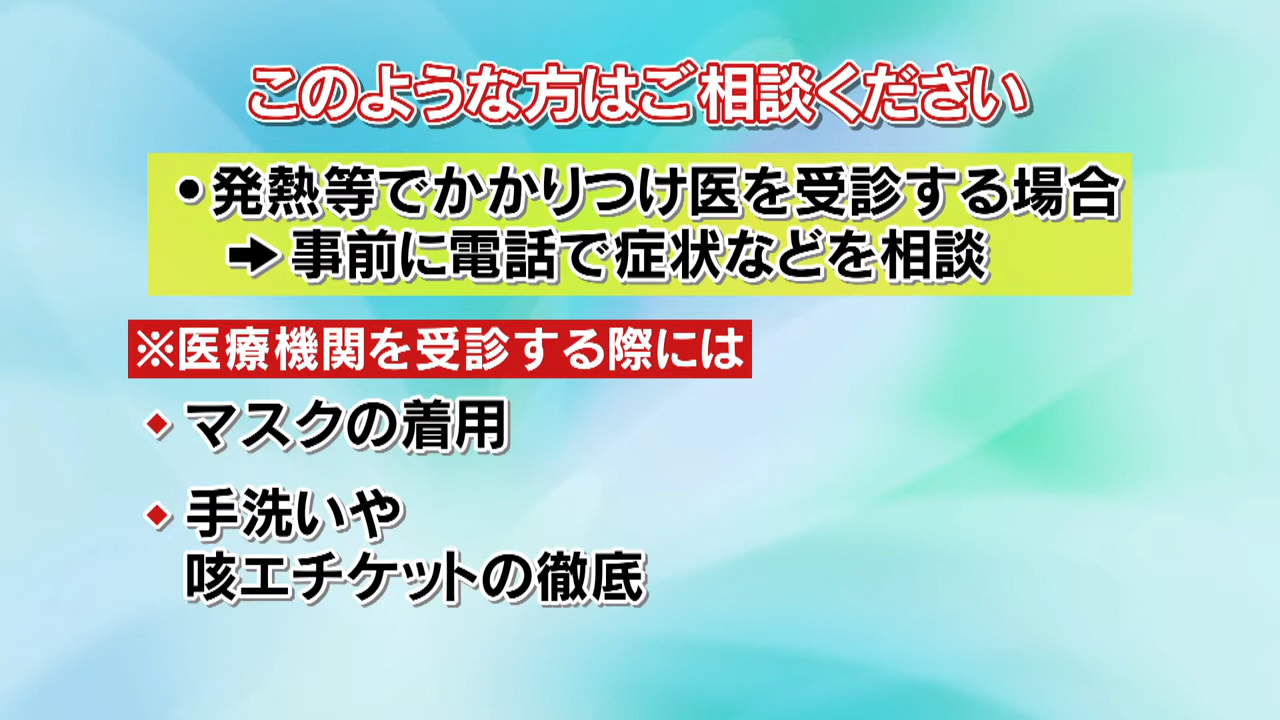 このような方はご相談ください
•発熱等でかかりつけ医を受診する場合
➡事前に電話で症状などを相談
※医療機関を受診する際には
◆マスクの着用
◆手洗いや
咳エチケットの徹底